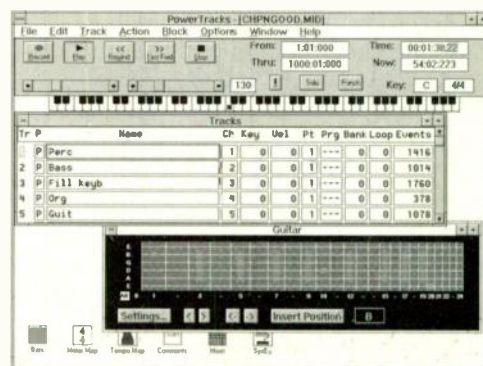 PowerTracks - [CHPNGOOD.MID]
File Edit Track Action Block Options Window Help
Record Play Rewind Fast Fwd Stop
From: 1:01:000 Time: 00:01:38;22
Thru: 1000:01:000 Now: 54:02:223
130 Solo Panish Key: C 4/4
Tracks
Tr P Name Ch Key Vel Pt Prg Bank Loop Events
P Perc 1 0 0 1 --- 0 0 1416
2 P Bass 2 0 0 1 --- 0 0 1014
3 P Fill keyb 3 0 0 1 --- 0 0 1760
4 P Org 4 0 0 1 --- 0 0 378
5 P Guit 5 0 0 1 --- 0 0 1078
Guitar
E
B
G
D
A
E
Settings... < > <- -> Insert Position B
Bars Meter Map Tempo Map Comments Mixer SysEx